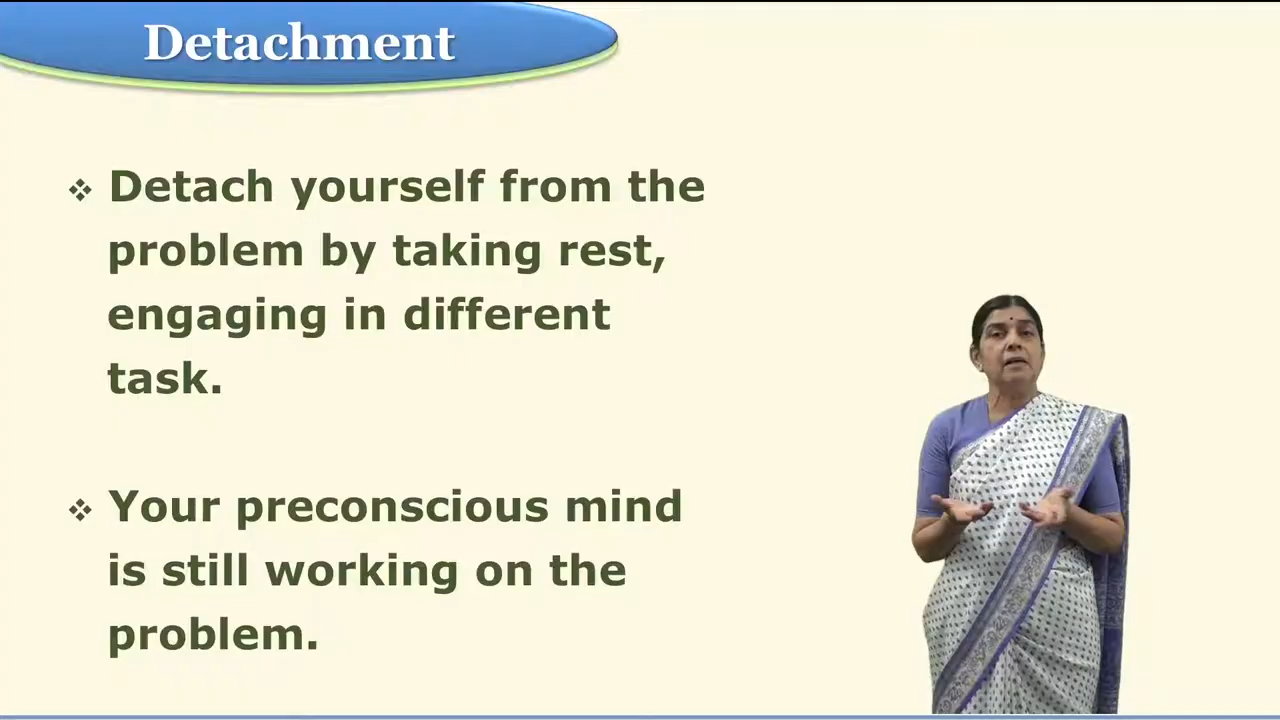 Detachment
❖ Detach yourself from the
problem by taking rest,
engaging in different
task.
❖ Your preconscious mind
is still working on the
problem.